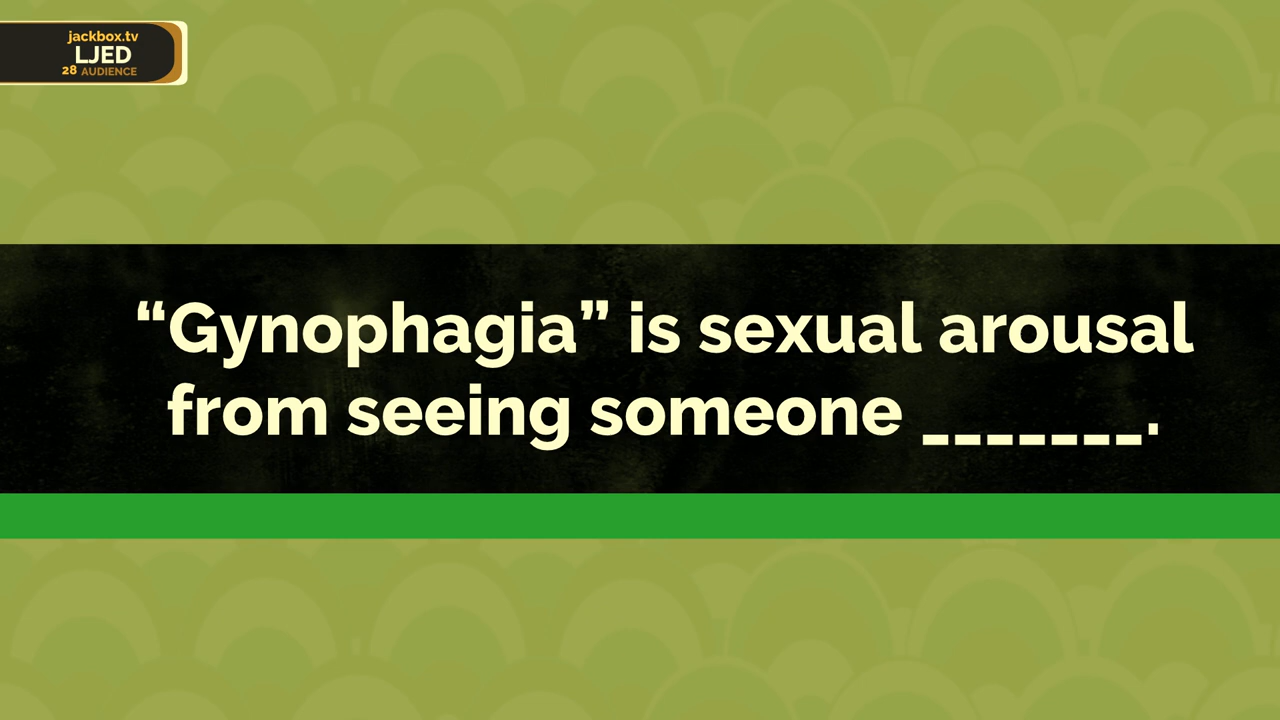 jackbox.tv
LJED
28 AUDIENCE
“Gynophagia” is sexual arousal
from seeing someone _______.